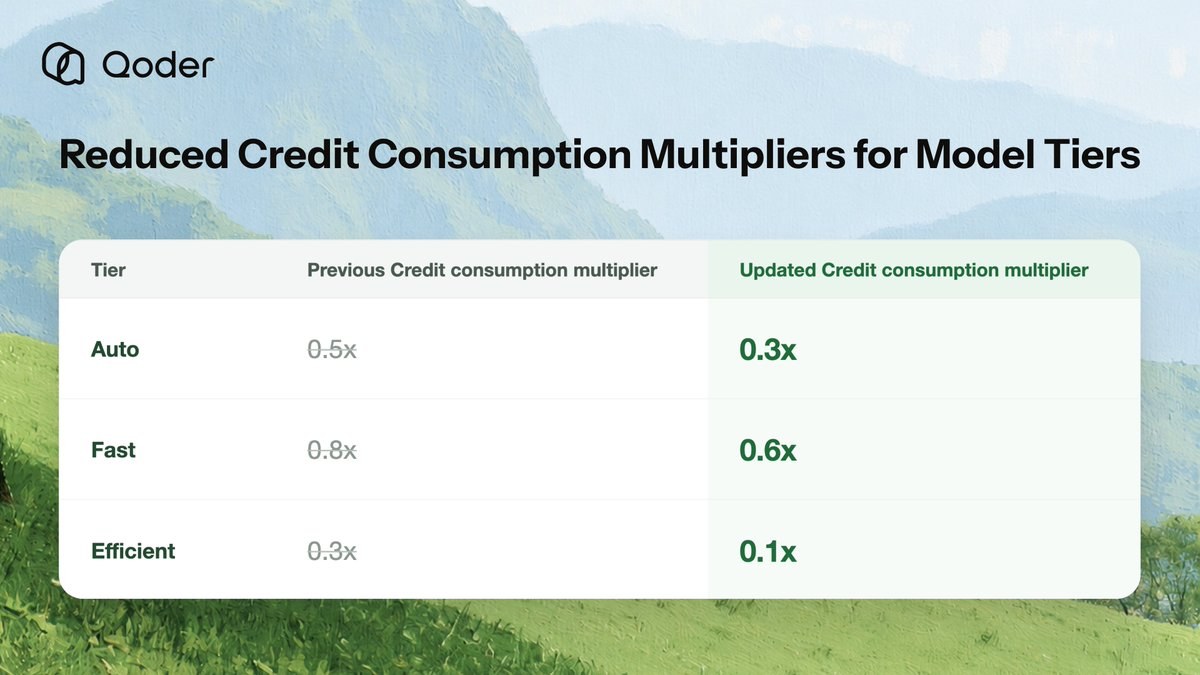 Qoder
Reduced Credit Consumption Multipliers for Model Tiers
Tier Previous Credit consumption multiplier Updated Credit consumption multiplier
Auto 0.5x 0.3x
Fast 0.8x 0.6x
Efficient 0.3x 0.1x